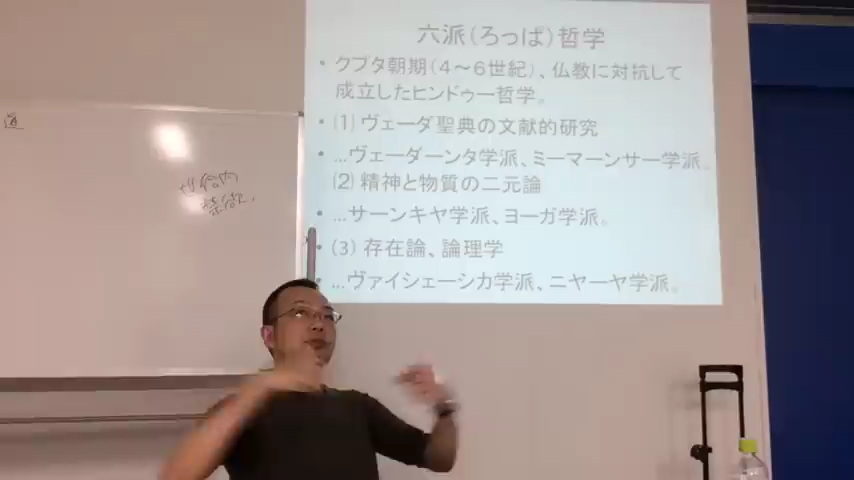 六派(ろっぱ)哲学
• クプタ朝期(4～6世紀)、仏教に対抗して
成立したヒンドゥー哲学。
• (1) ヴェーダ聖典の文献的研究
• …ヴェーダーンタ学派、ミーマーンサー学派。
(2) 精神と物質の二元論
• …サーンキヤ学派、ヨーガ学派。
• (3) 存在論、論理学
• …ヴァイシェーシカ学派、ニヤーヤ学派。
禁欲